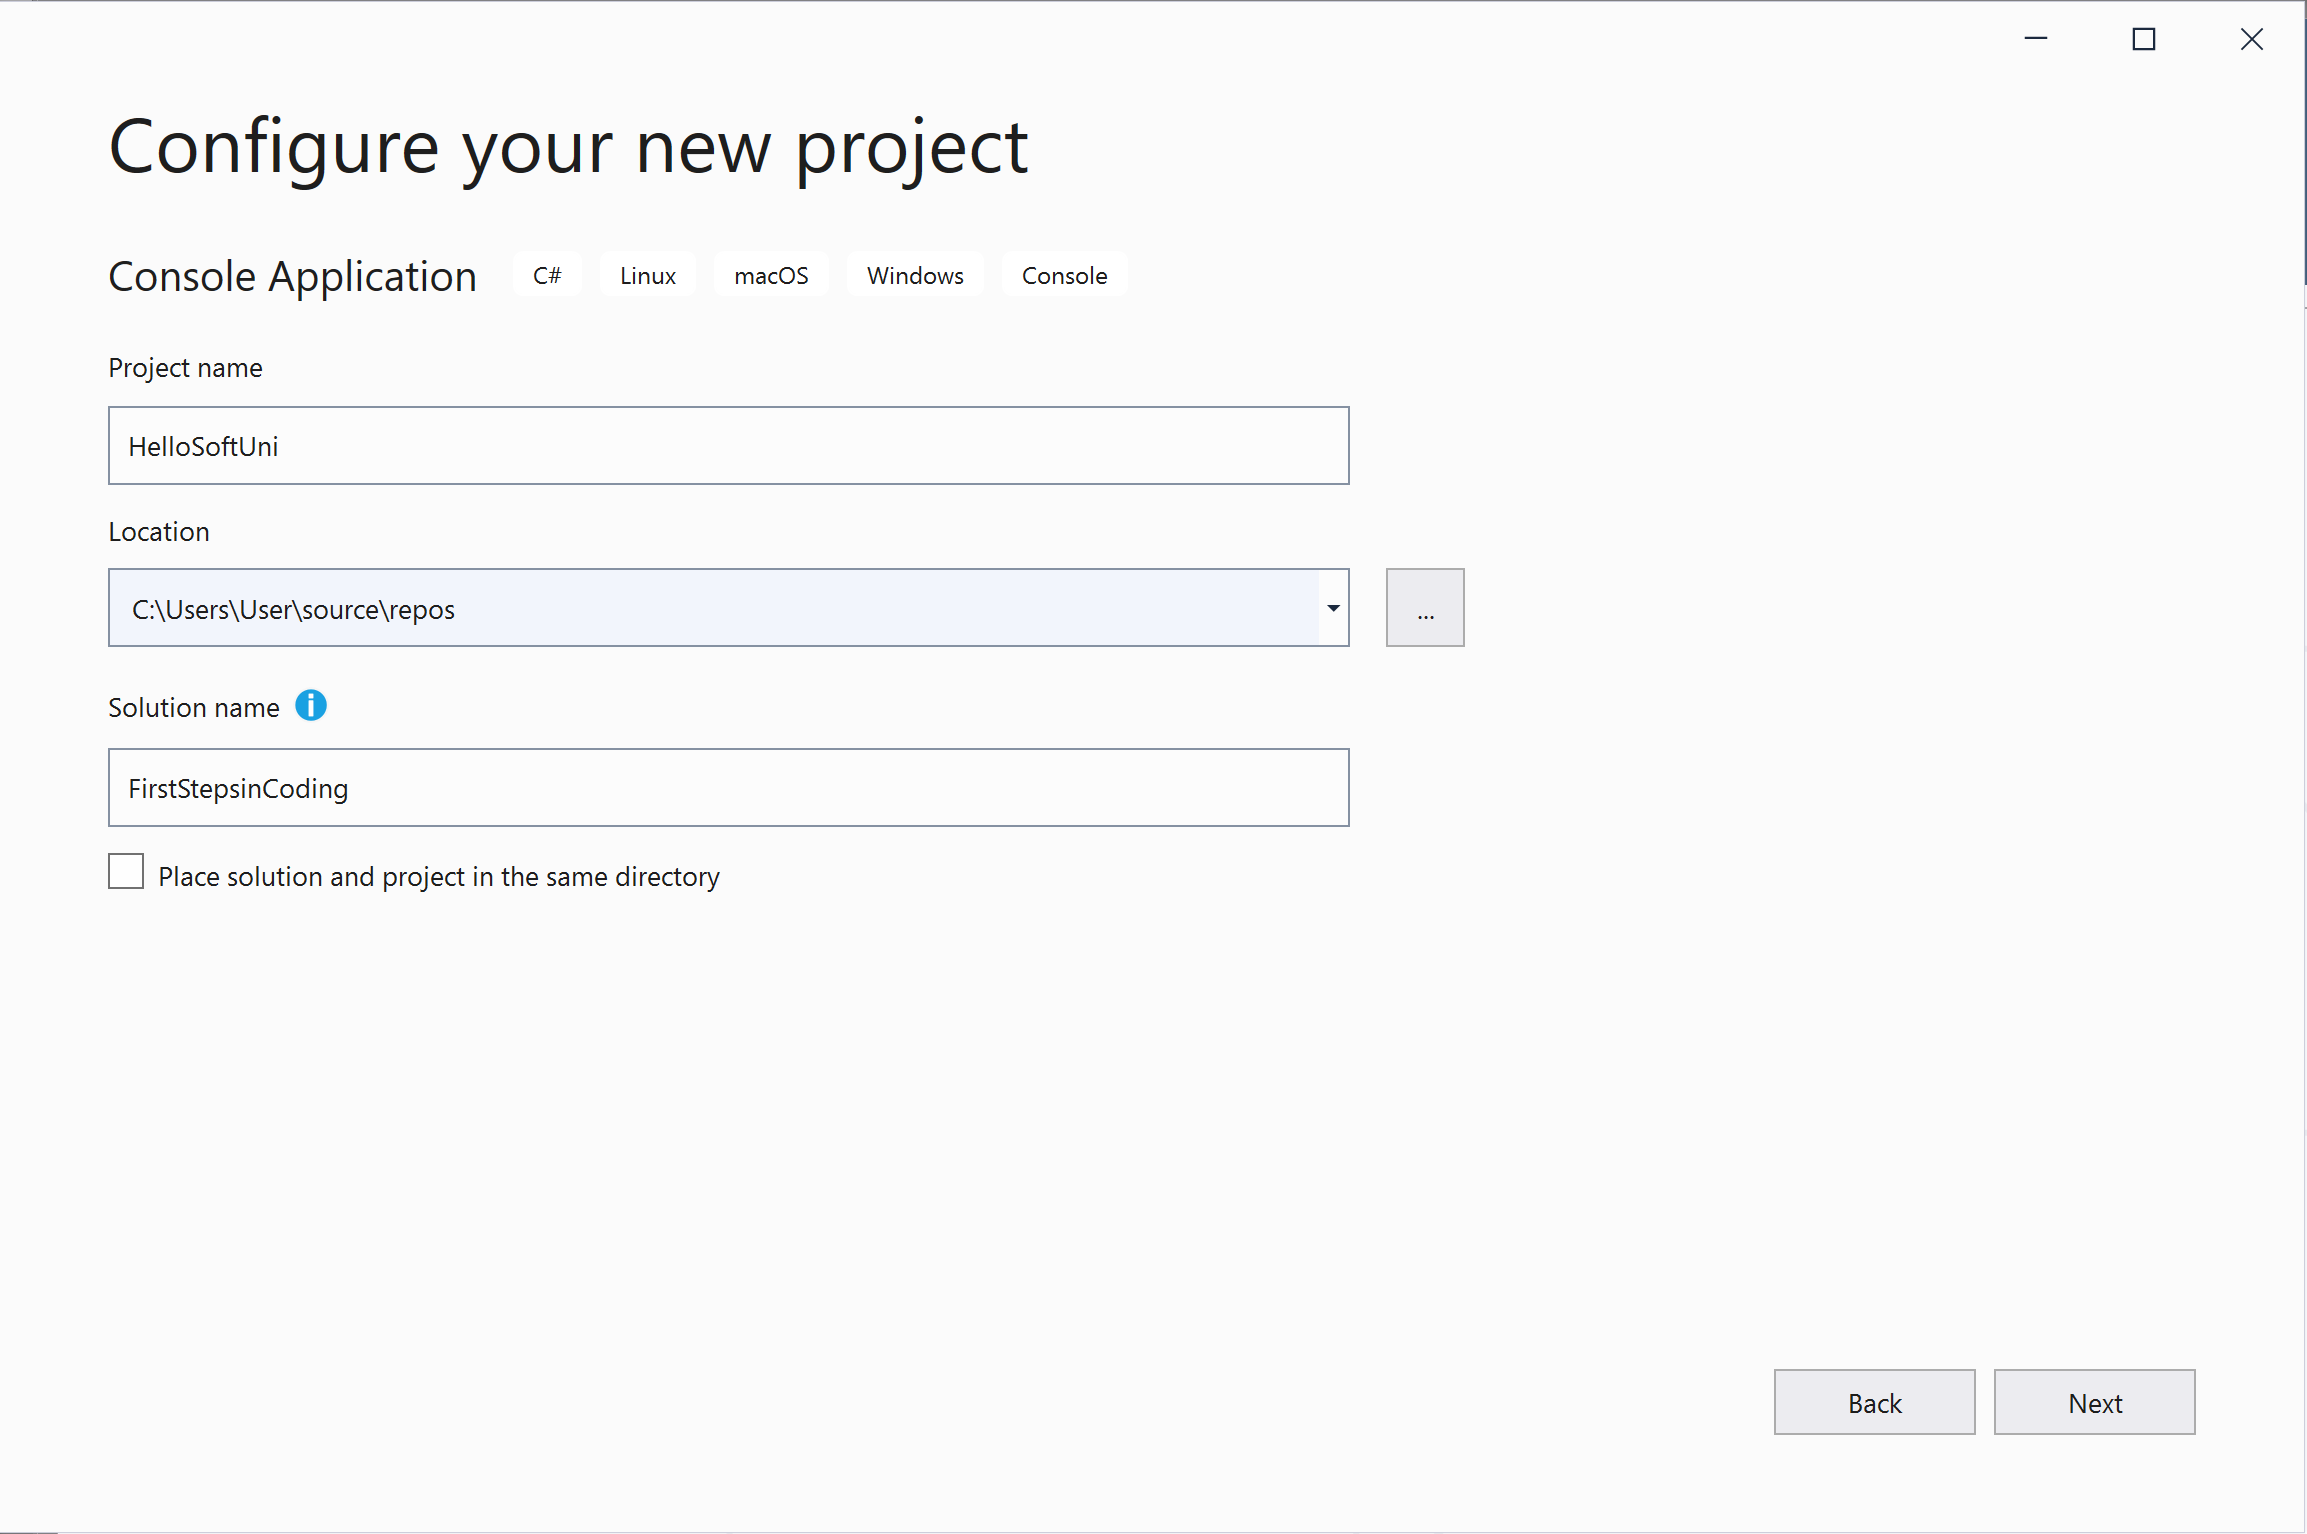 Configure your new project
Console Application C# Linux macOS Windows Console
Project name
HelloSoftUni
Location
C:\Users\User\source\repos
...
Solution name
FirstStepsinCoding
Place solution and project in the same directory
Back Next